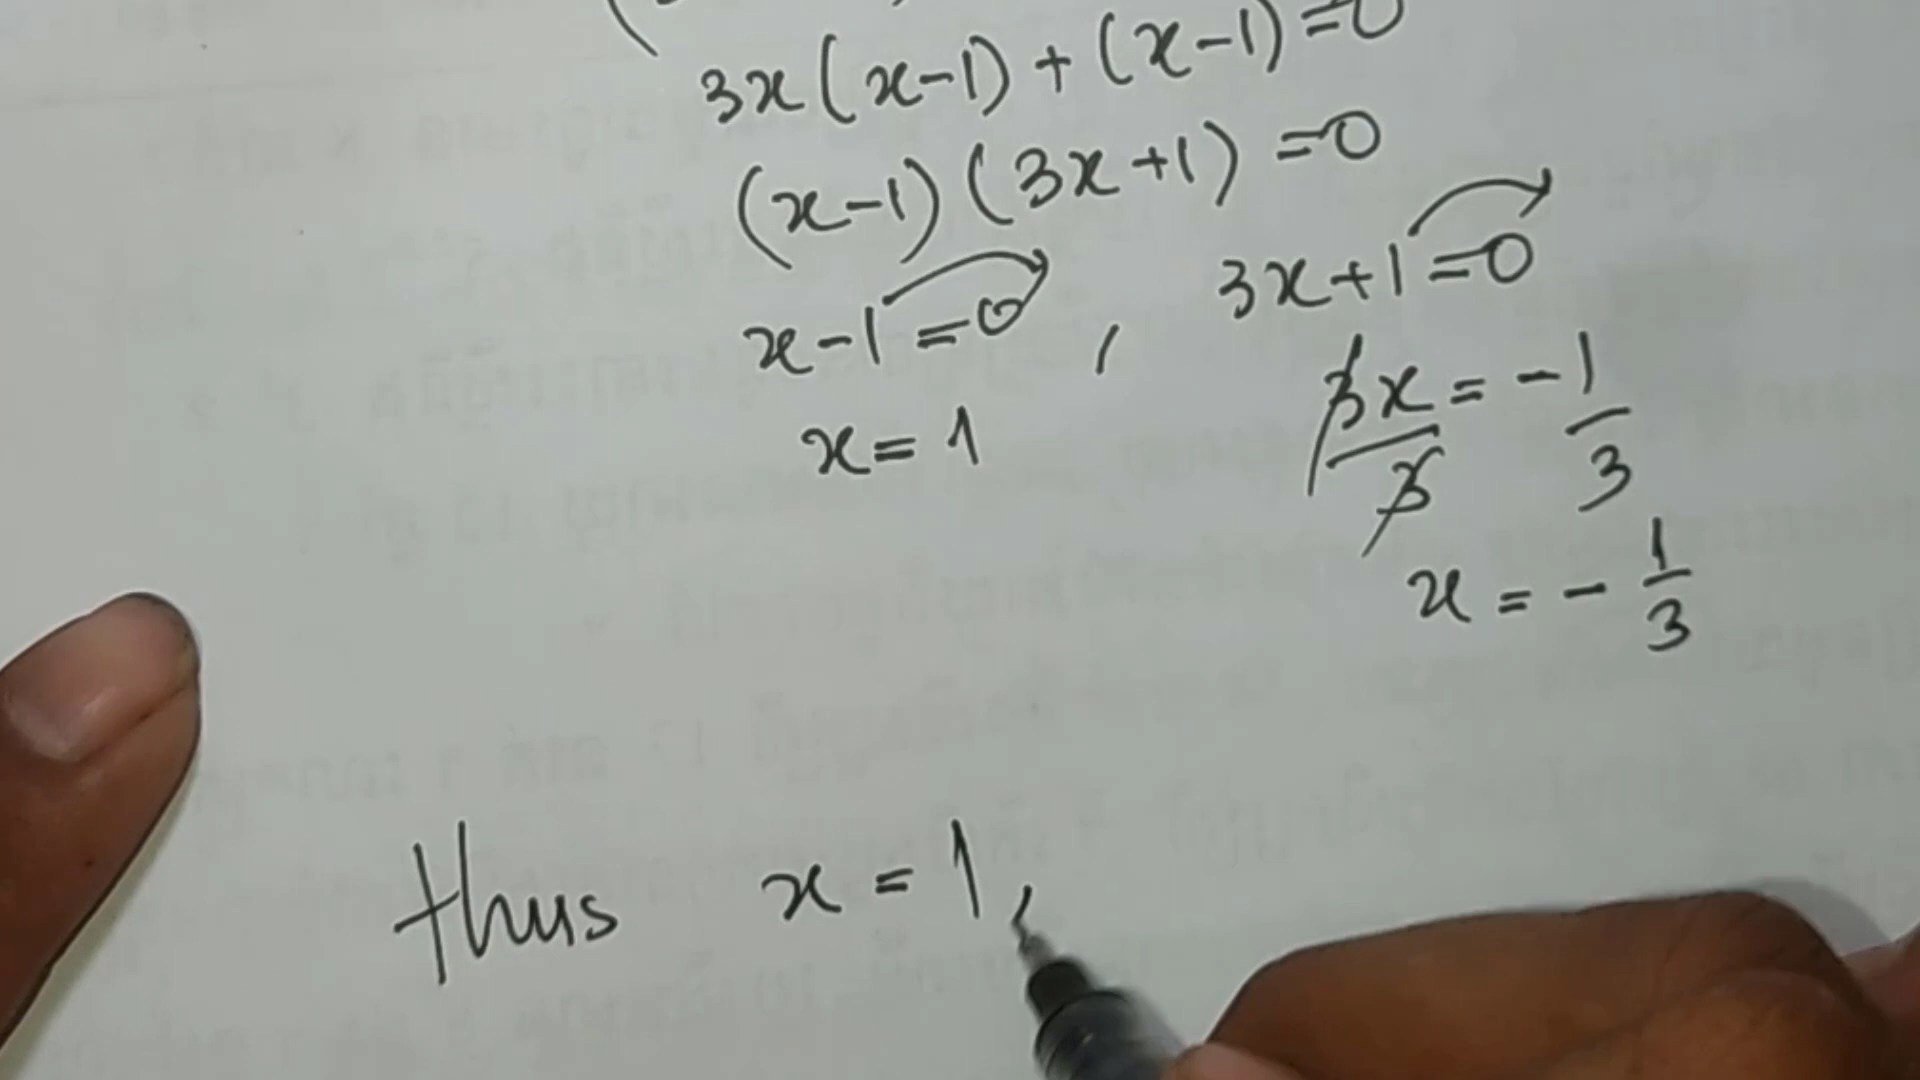 3x(x-1)+(x-1)=0
(x-1)(3x+1)=0
x-1=0 , 3x+1=0
x=1
3x/3 = -1/3
x = - 1/3
thus x = 1,